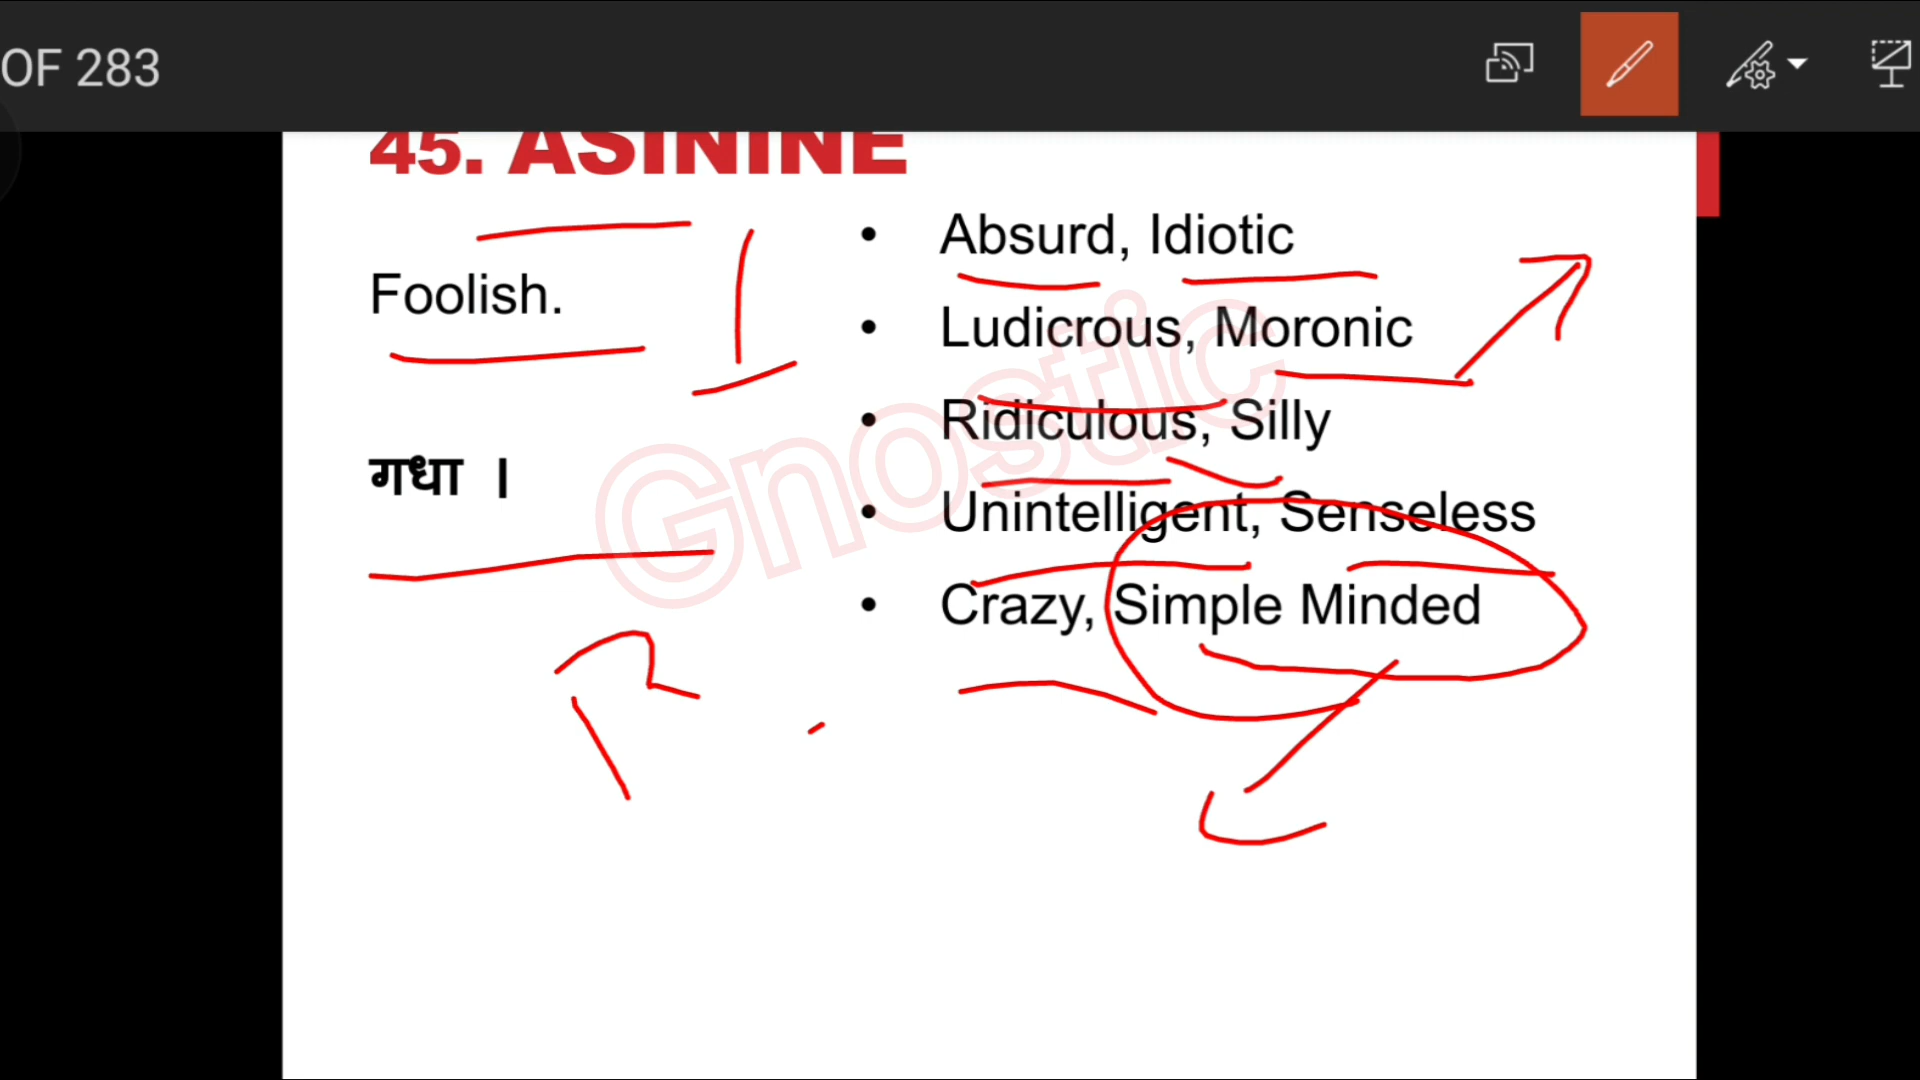 OF 283
45. ASININE
Foolish.
गधा ।
• Absurd, Idiotic
• Ludicrous, Moronic
• Ridiculous, Silly
• Unintelligent, Senseless
• Crazy, Simple Minded
Gnostic